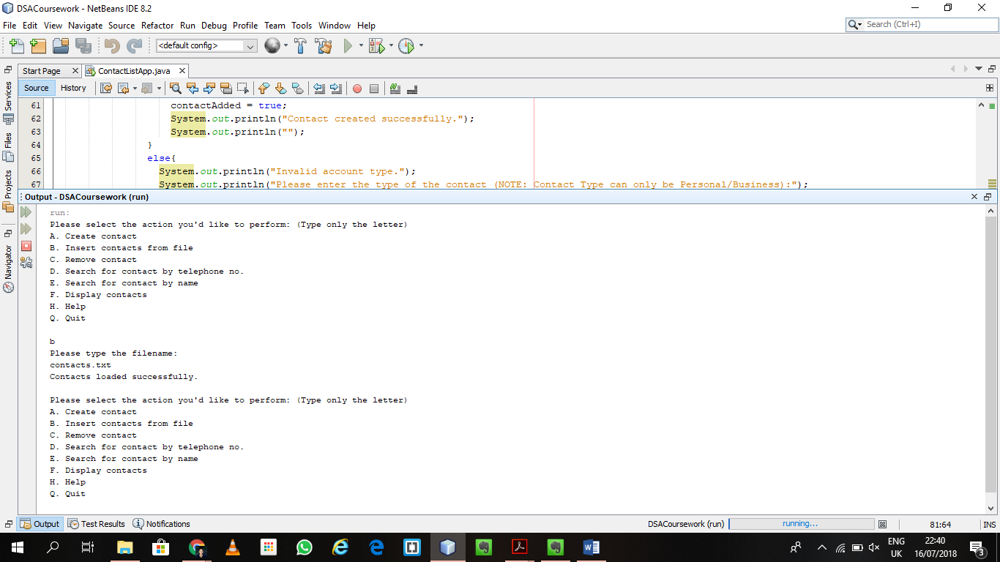 DSACoursework - NetBeans IDE 8.2
File Edit View Navigate Source Refactor Run Debug Profile Team Tools Window Help
Search (Ctrl+I)
<default config>
Start Page ContactListApp.java
Source History
Services
Files
Projects
Navigator
61 contactAdded = true;
62 System.out.println("Contact created successfully.");
63 System.out.println("");
64 }
65 else{
66 System.out.println("Invalid account type.");
67 System.out.println("Please enter the type of the contact (NOTE: Contact Type can only be Personal/Business):");
Output - DSACoursework (run)
run:
Please select the action you'd like to perform: (Type only the letter)
A. Create contact
B. Insert contacts from file
C. Remove contact
D. Search for contact by telephone no.
E. Search for contact by name
F. Display contacts
H. Help
Q. Quit
b
Please type the filename:
contacts.txt
Contacts loaded successfully.
Please select the action you'd like to perform: (Type only the letter)
A. Create contact
B. Insert contacts from file
C. Remove contact
D. Search for contact by telephone no.
E. Search for contact by name
F. Display contacts
H. Help
Q. Quit
Output Test Results Notifications
DSACoursework (run) running... 81:64 INS
ENG
UK
22:40
16/07/2018
3